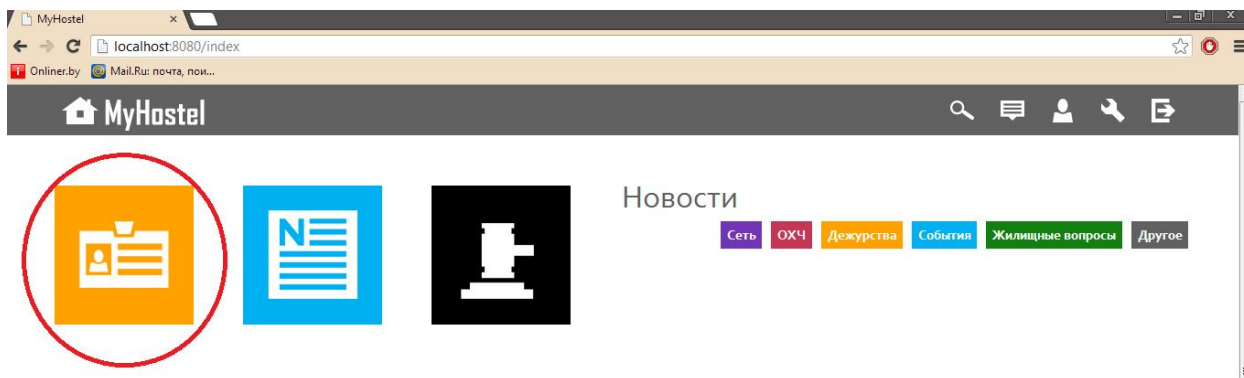 MyHostel
localhost:8080/index
Onliner.by Mail.Ru: почта, пои...
MyHostel
N
Новости
Сеть ОХЧ Дежурства События Жилищные вопросы Другое